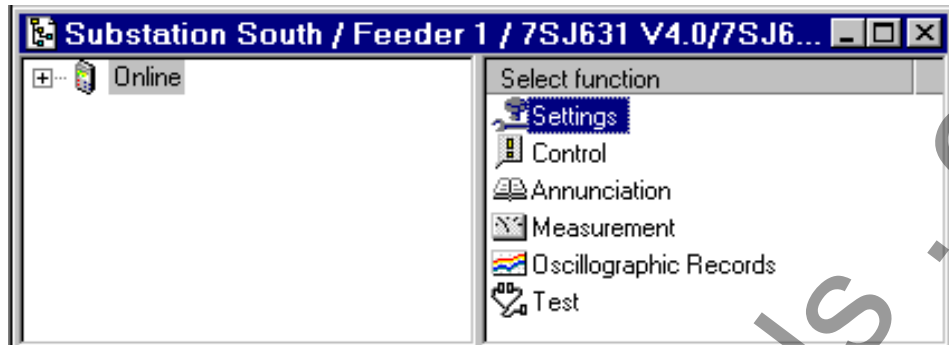 Substation South / Feeder 1 / 7SJ631 V4.0/7SJ6...
Online
Select function
Settings
Control
Annunciation
Measurement
Oscillographic Records
Test